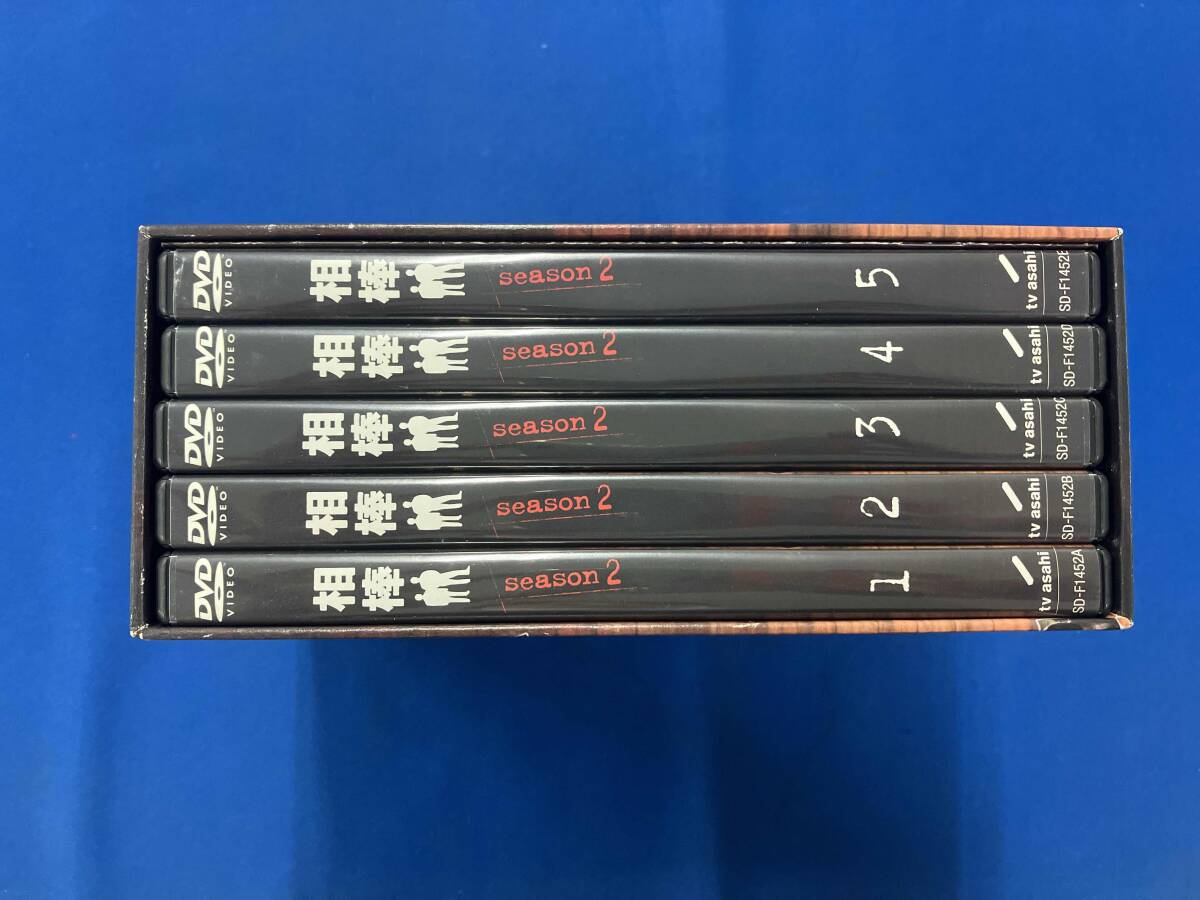 DVD VIDEO 相棒 season 2 5 tv asahi SD-F1452E
DVD VIDEO 相棒 season 2 4 tv asahi SD-F1452D
DVD VIDEO 相棒 season 2 3 tv asahi SD-F1452C
DVD VIDEO 相棒 season 2 2 tv asahi SD-F1452B
DVD VIDEO 相棒 season 2 1 tv asahi SD-F1452A